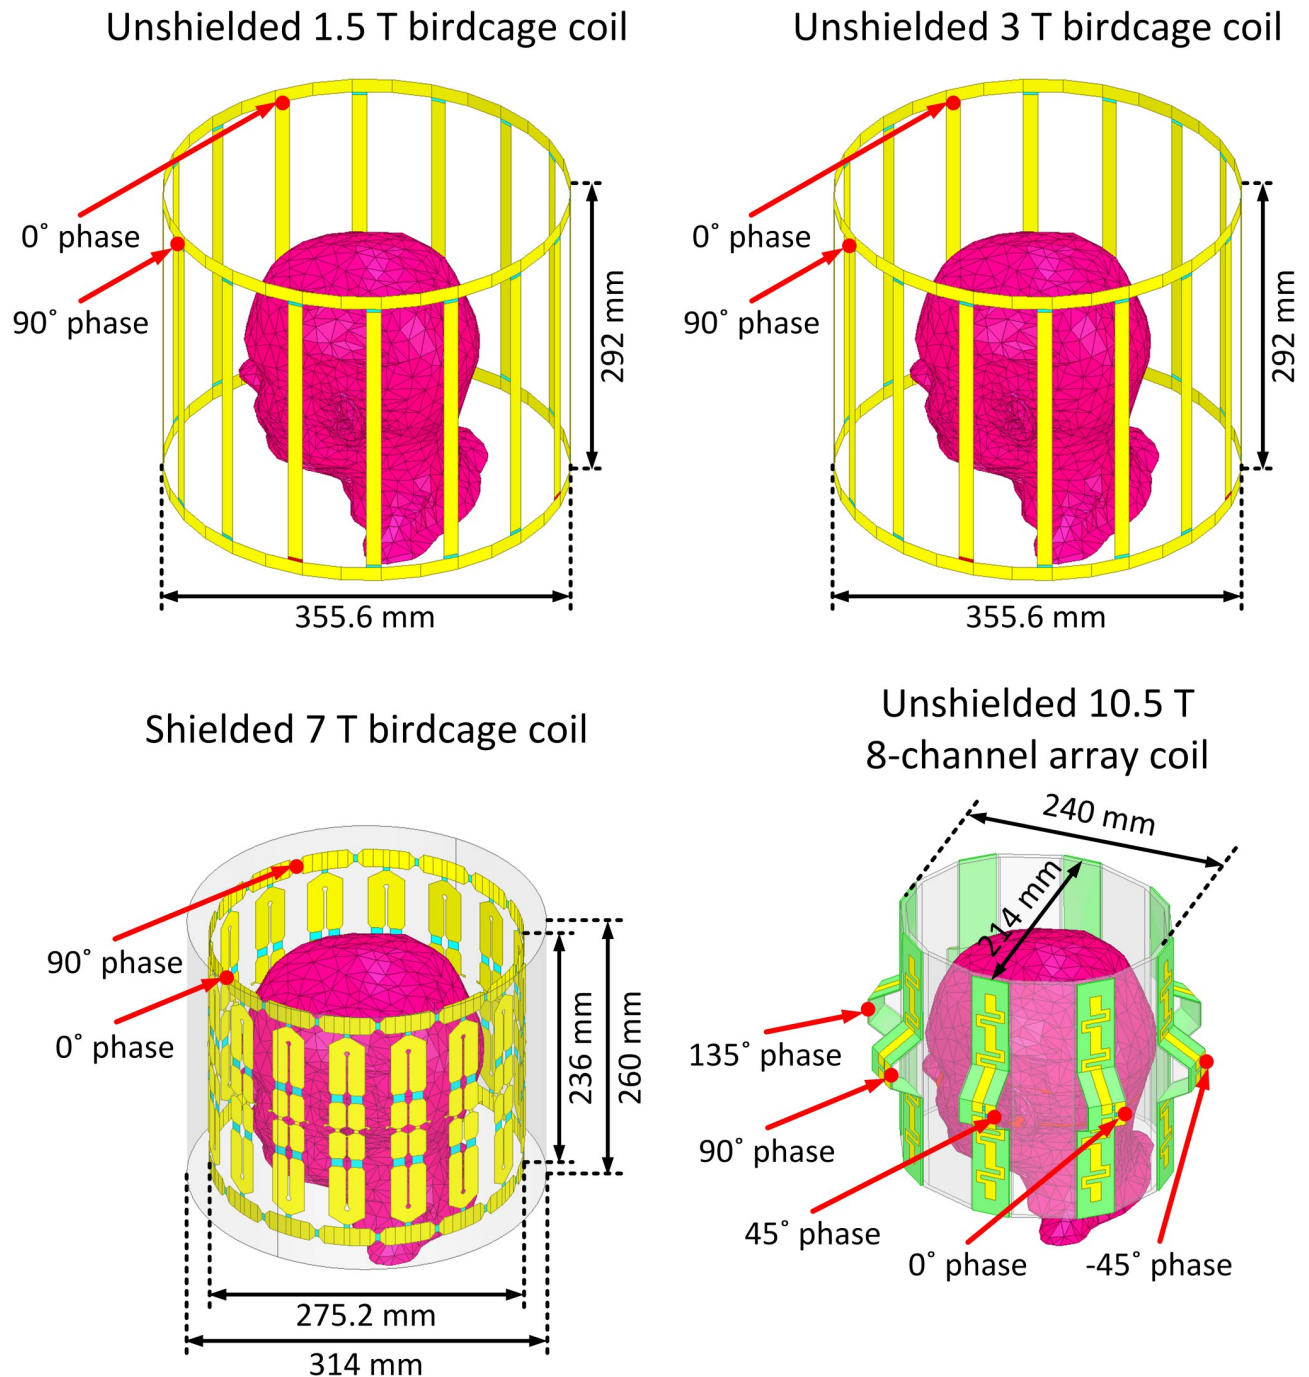 Unshielded 1.5 T birdcage coil
0˚ phase
90˚ phase
292 mm
355.6 mm
Unshielded 3 T birdcage coil
0˚ phase
90˚ phase
292 mm
355.6 mm
Shielded 7 T birdcage coil
90˚ phase
0˚ phase
236 mm
260 mm
275.2 mm
314 mm
Unshielded 10.5 T
8-channel array coil
240 mm
214 mm
135˚ phase
90˚ phase
45˚ phase
0˚ phase
-45˚ phase